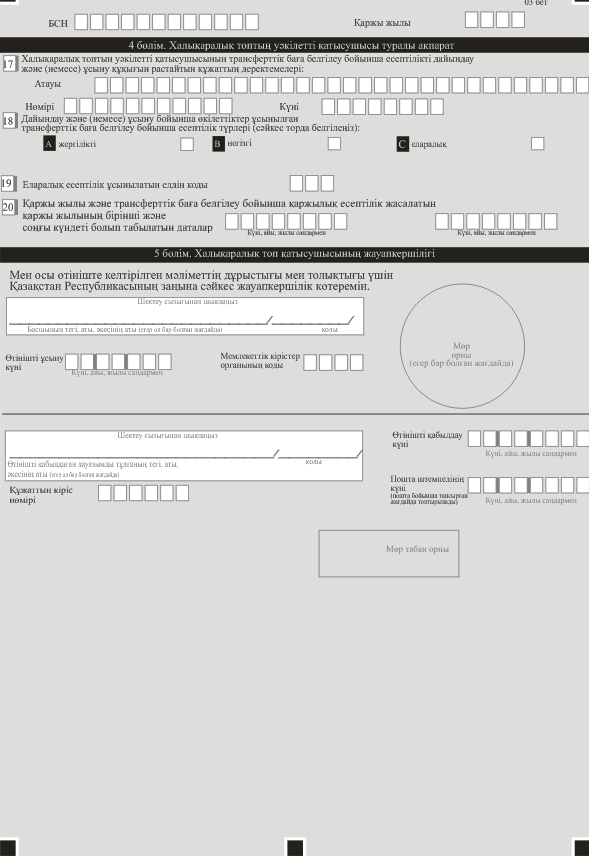 03 бет
БСН
Қаржы жылы
4 бөлім. Халықаралық топтың уәкілетті қатысушысы туралы ақпарат
17 Халықаралық топтың уәкілетті қатысушысының трансферттік баға белгілеу бойынша есептілікті дайындау
және (немесе) ұсыну құқығын растайтын құжаттың деректемелері:
Атауы
Нөмірі
Күні
18 Дайындау және (немесе) ұсыну бойынша өкілеттіктер ұсынылған
трансферттік баға белгілеу бойынша есептілік түрлері (сәйкес торда белгілеңіз):
A жергілікті
B негізгі
C еларалық
19 Еларалық есептілік ұсынылатын елдің коды
20 Қаржы жылы және трансферттік баға белгілеу бойынша қаржылық есептілік жасалатын
қаржы жылының бірінші және
соңғы күндеті болып табылатын даталар
Күні, айы, жылы сандармен
Күні, айы, жылы сандармен
5 бөлім. Халықаралық топ қатысушысының жауапкершілігі
Мен осы өтініште келтірілген мәліметтің дұрыстығы мен толықтығы үшін
Қазақстан Республикасының заңына сәйкес жауапкершілік көтеремін.
Шектеу сызығынан шықпаңыз
Басшының тегі, аты, әкесінің аты (егер ол бар болған жағдайда)
қолы
Мөр
орны
(егер бар болған жағдайда)
Өтінішті ұсыну
күні
Күні, айы, жылы сандармен
Мемлекеттік кірістер
органының коды
Шектеу сызығынан шықпаңыз
қолы
Өтінішті қабылдаған лауазымды тұлғаның тегі, аты,
әкесінің аты (егер ол бар болған жағдайда)
Өтінішті қабылдау
күні
Күні, айы, жылы сандармен
Құжаттың кіріс
нөмірі
Пошта штемпелінің
күні
(пошта бойынша тапсырған
жағдайда толтырылады)
Күні, айы, жылы сандармен
Мөр табан орны